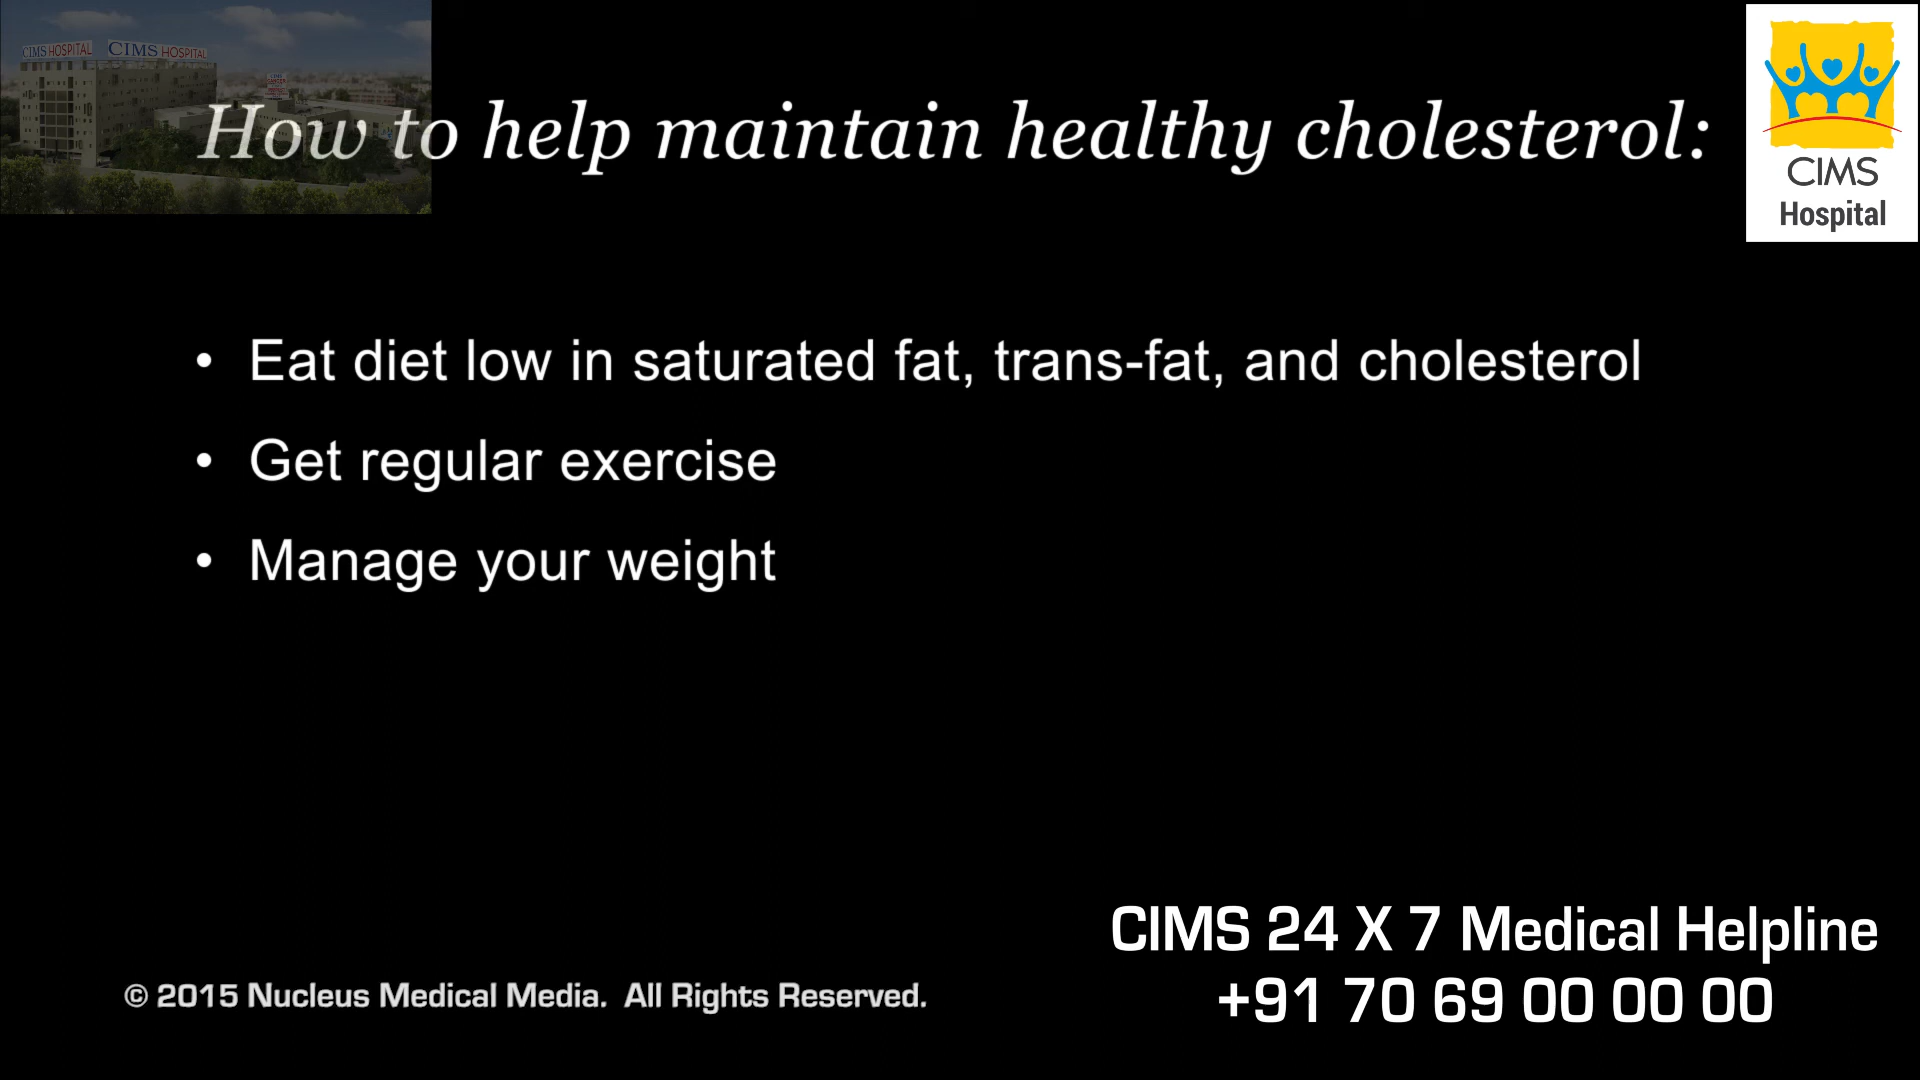 CIMS HOSPITAL CIMS HOSPITAL
How to help maintain healthy cholesterol:
CIMS
Hospital
• Eat diet low in saturated fat, trans-fat, and cholesterol
• Get regular exercise
• Manage your weight
CIMS 24 X 7 Medical Helpline
+91 70 69 00 00 00
© 2015 Nucleus Medical Media. All Rights Reserved.